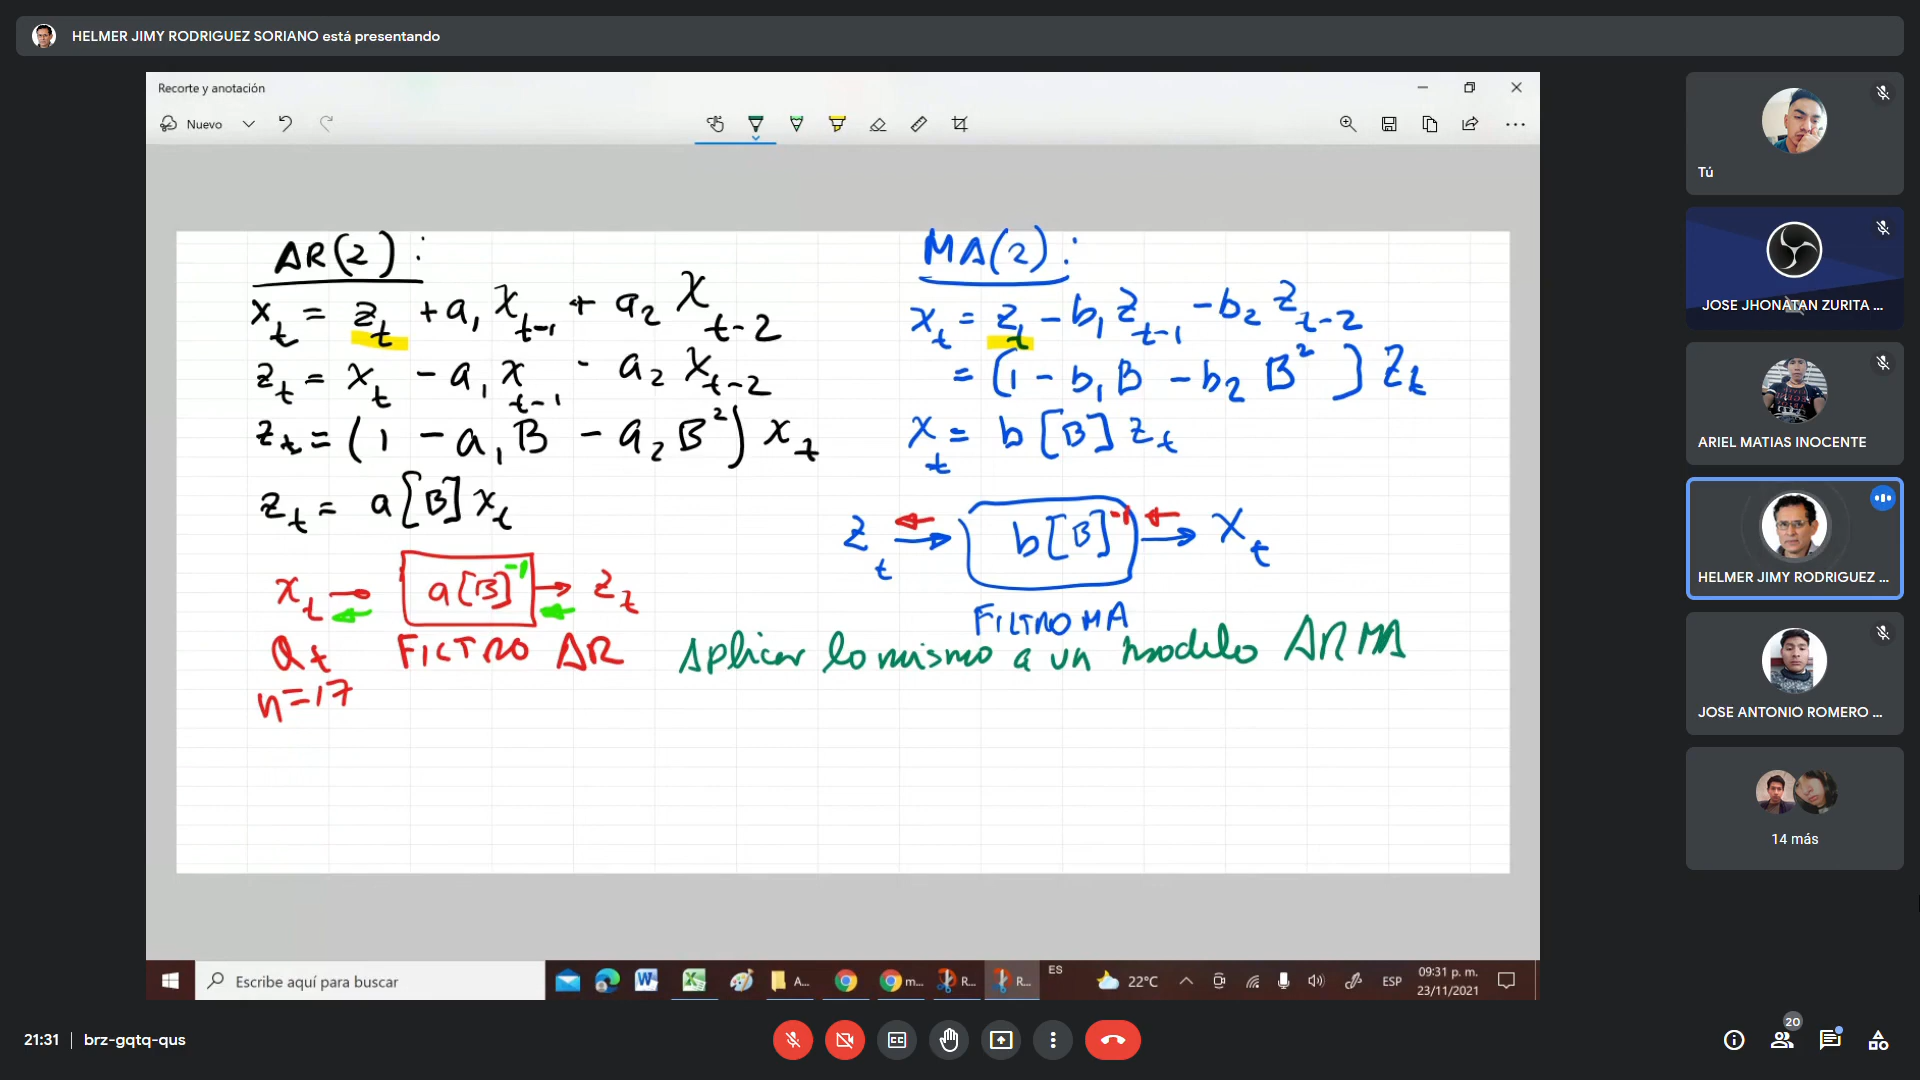 HELMER JIMY RODRIGUEZ SORIANO está presentando
Recorte y anotación
Nuevo
AR(2):
x_t = z_t + a_1 x_{t-1} + a_2 x_{t-2}
z_t = x_t - a_1 x_{t-1} - a_2 x_{t-2}
z_t = (1 - a_1 B - a_2 B^2) x_t
z_t = a[B] x_t
x_t → a[B]^{-1} → z_t
Q_t FILTRO AR
n=17
MA(2):
x_t = z_t - b_1 z_{t-1} - b_2 z_{t-2}
= (1 - b_1 B - b_2 B^2) z_t
x_t = b[B] z_t
z_t → b[B]^{-1} → x_t
FILTRO MA
Aplicar lo mismo a un modelo ARMA
Tú
JOSE JHONATAN ZURITA ...
ARIEL MATIAS INOCENTE
HELMER JIMY RODRIGUEZ ...
JOSE ANTONIO ROMERO ...
14 más
Escribe aquí para buscar
A...
m...
R...
R...
ES
22°C
ESP
09:31 p. m.
23/11/2021
21:31 | brz-gqtq-qus
20